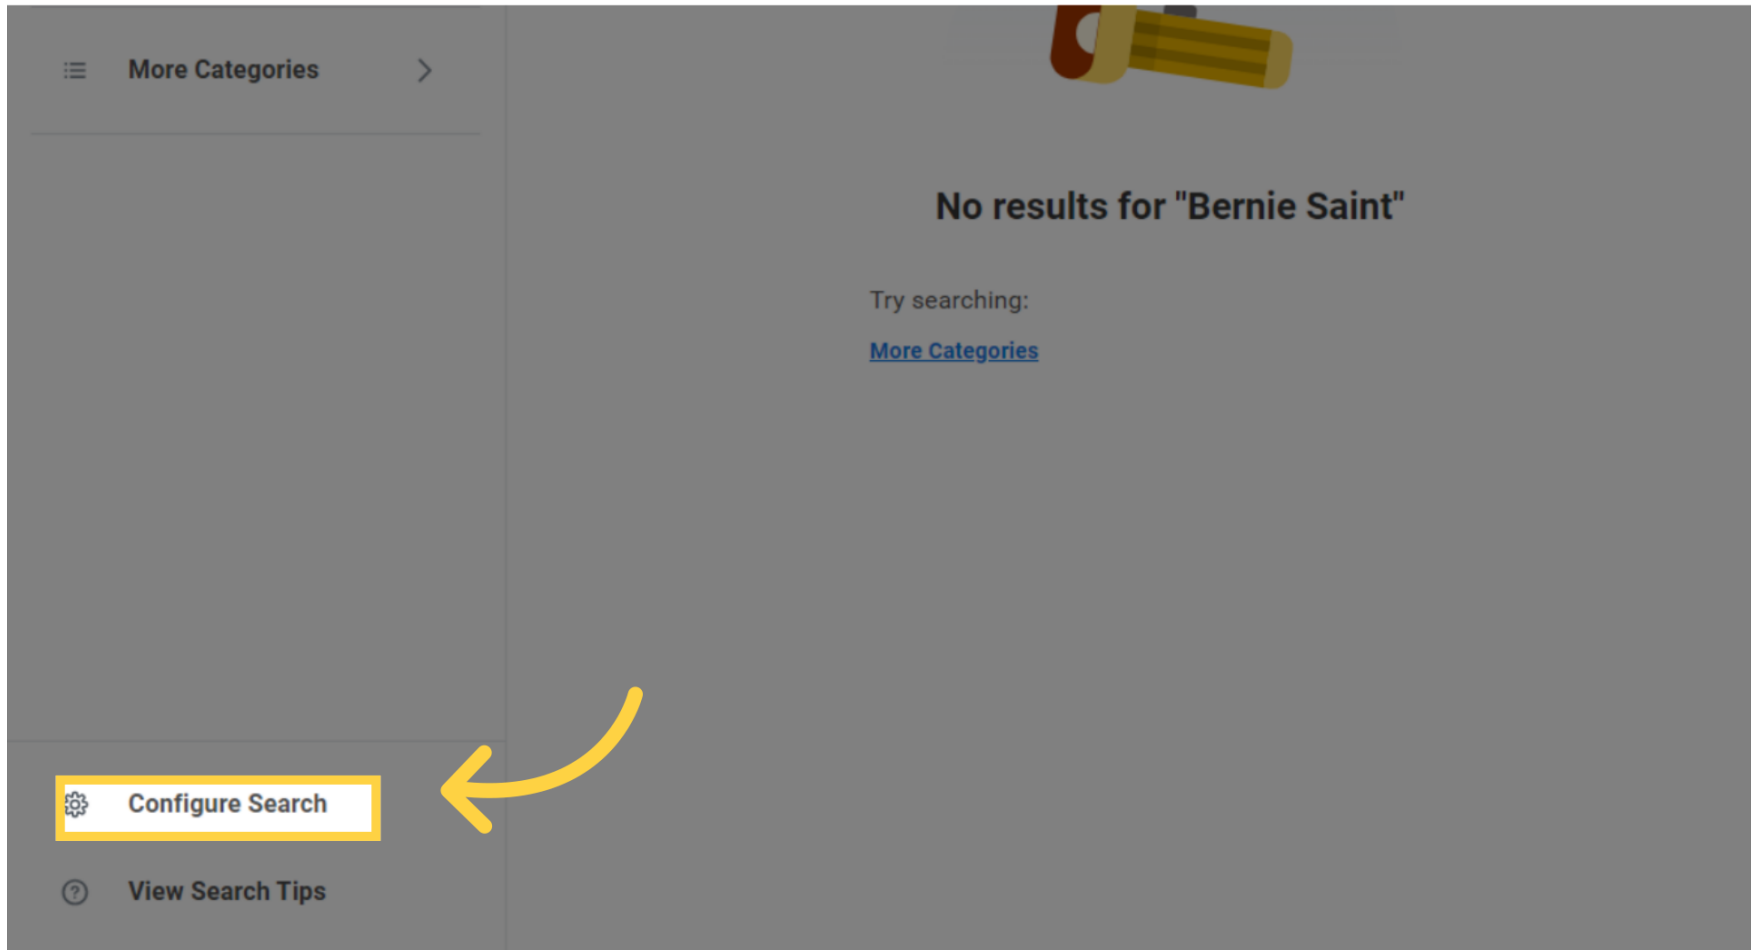 More Categories
No results for "Bernie Saint"
Try searching:
More Categories
Configure Search
View Search Tips